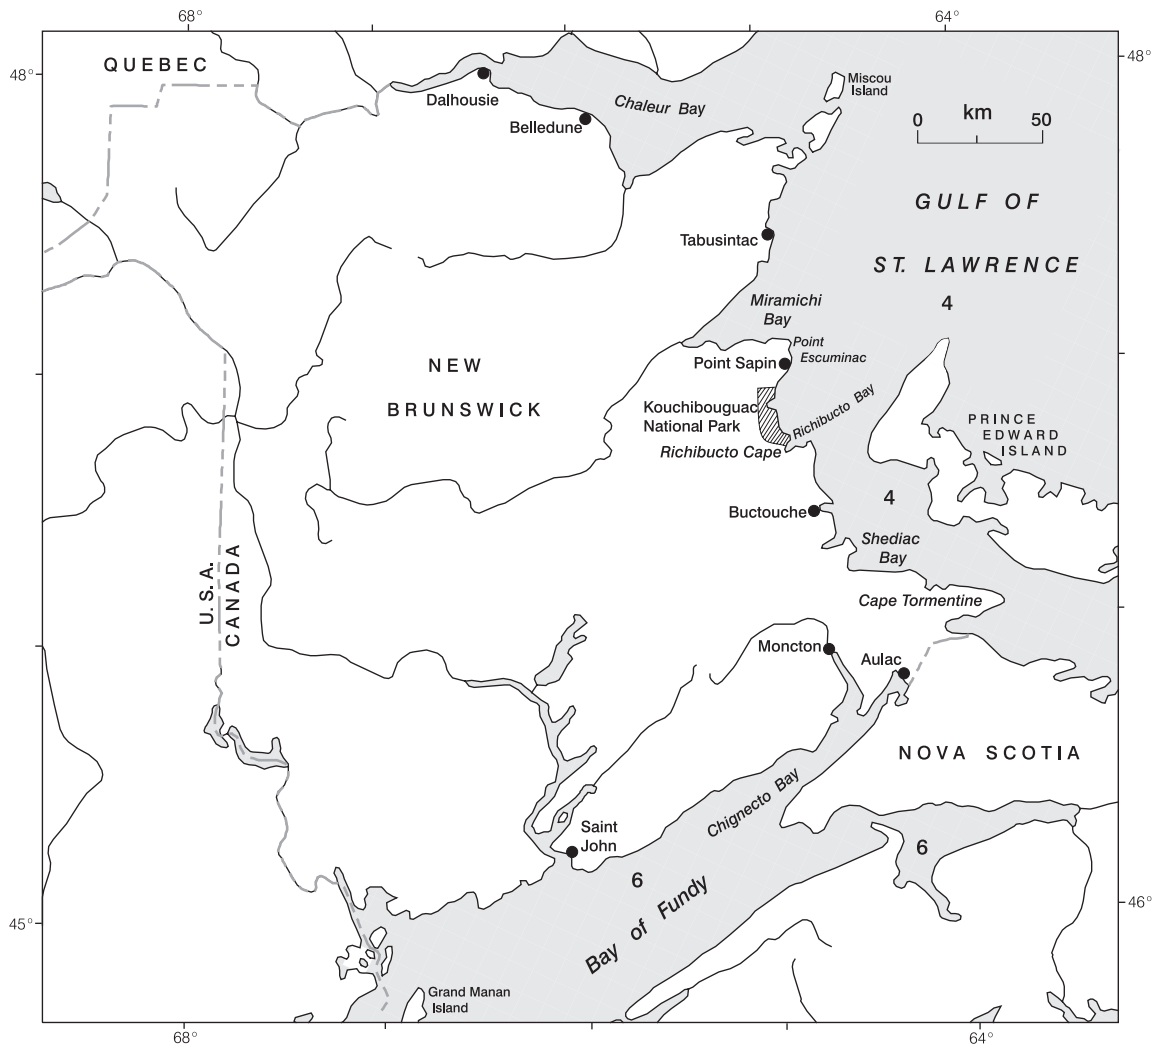 68°
64°
48°
48°
QUEBEC
Dalhousie
Belledune
Chaleur Bay
Miscou
Island
km
0
50
GULF OF
ST. LAWRENCE
4
Tabusintac
Miramichi
Bay
Point
Escuminac
Point Sapin
NEW
BRUNSWICK
Kouchibouguac
National Park
Richibucto Bay
Richibucto Cape
PRINCE
EDWARD
ISLAND
4
Buctouche
Shediac
Bay
U.S.A.
CANADA
Cape Tormentine
Moncton
Aulac
NOVA SCOTIA
Chignecto Bay
Saint
John
6
6
Bay of Fundy
45°
46°
Grand Manan
Island
68°
64°